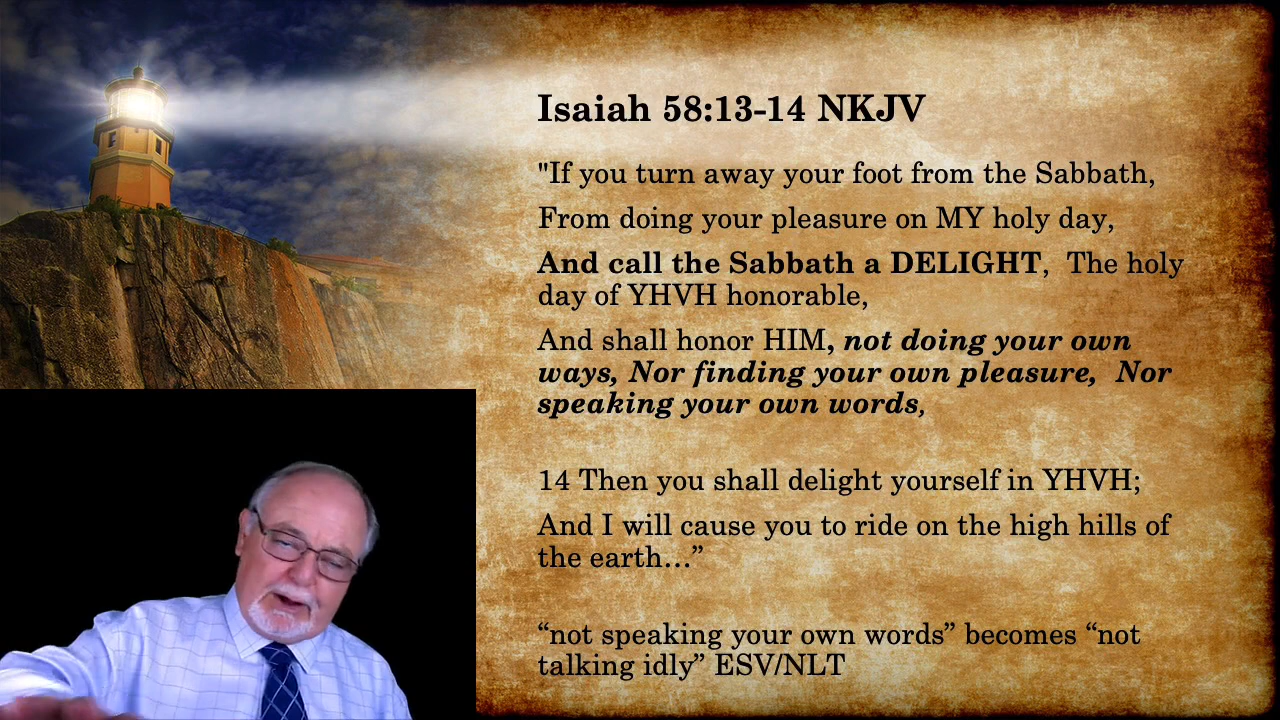 Isaiah 58:13-14 NKJV
"If you turn away your foot from the Sabbath,
From doing your pleasure on MY holy day,
And call the Sabbath a DELIGHT,  The holy
day of YHVH honorable,
And shall honor HIM, not doing your own
ways, Nor finding your own pleasure,  Nor
speaking your own words,
14 Then you shall delight yourself in YHVH;
And I will cause you to ride on the high hills of
the earth…”
“not speaking your own words” becomes “not
talking idly” ESV/NLT